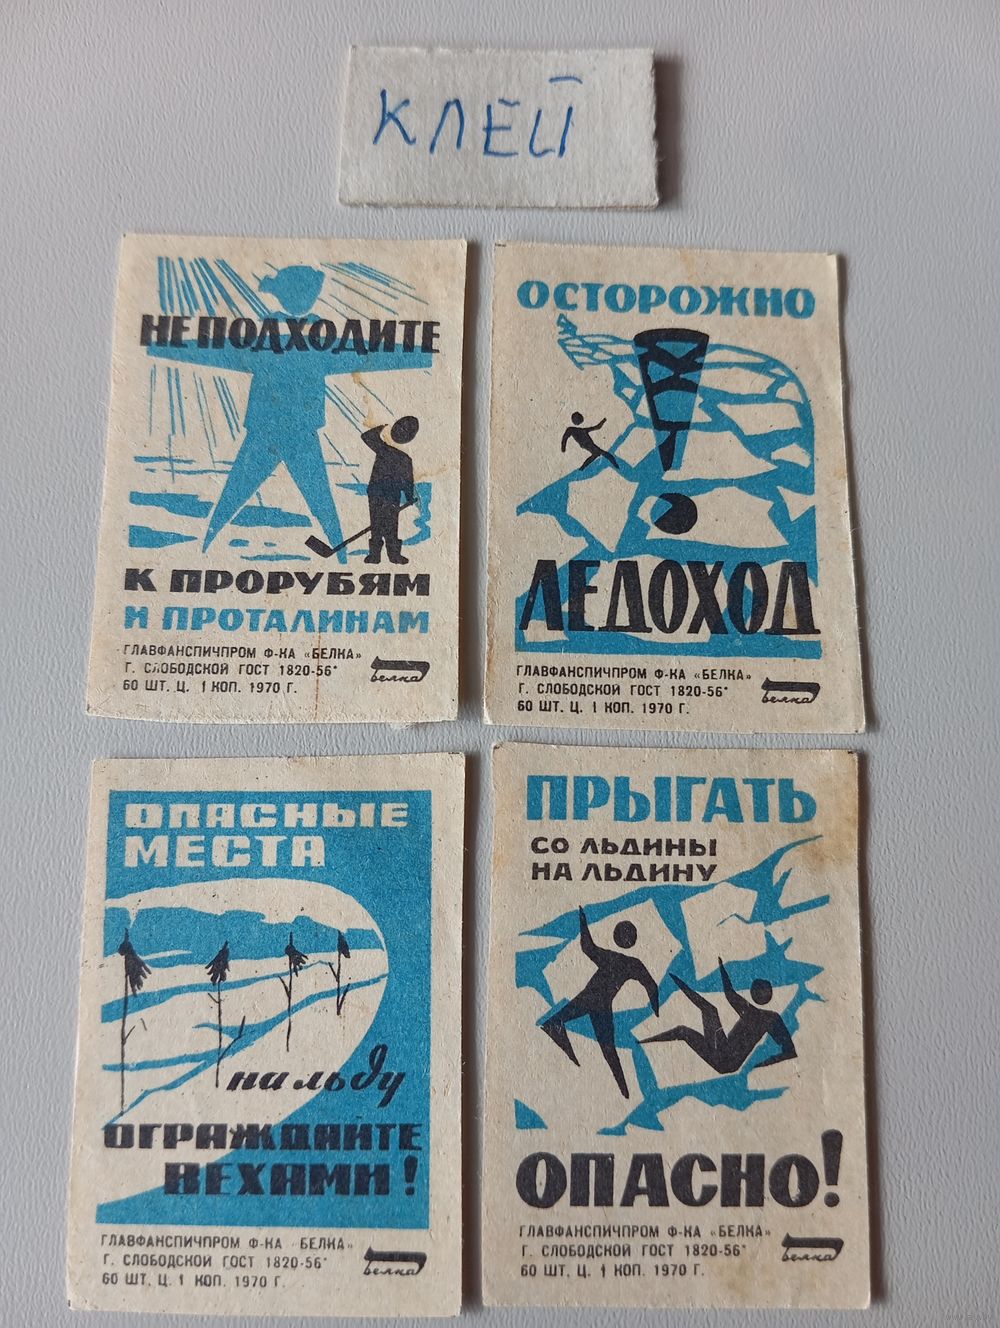 КЛЕЙ
НЕ ПОДХОДИТЕ
К ПРОРУБЯМ
И ПРОТАЛИНАМ
ГЛАВФАНСПИЧПРОМ Ф-КА «БЕЛКА»
Г. СЛОБОДСКОЙ ГОСТ 1820-56*
60 ШТ. Ц. 1 КОП. 1970 Г.
белка
ОСТОРОЖНО
ЛЕДОХОД
ГЛАВФАНСПИЧПРОМ Ф-КА «БЕЛКА»
Г. СЛОБОДСКОЙ ГОСТ 1820-56*
60 ШТ. Ц. 1 КОП. 1970 Г.
белка
ОПАСНЫЕ
МЕСТА
на льду
ОГРАЖДАЙТЕ
ВЕХАМИ!
ГЛАВФАНСПИЧПРОМ Ф-КА «БЕЛКА»
Г. СЛОБОДСКОЙ ГОСТ 1820-56*
60 ШТ. Ц. 1 КОП. 1970 Г.
белка
ПРЫГАТЬ
СО ЛЬДИНЫ
НА ЛЬДИНУ
ОПАСНО!
ГЛАВФАНСПИЧПРОМ Ф-КА «БЕЛКА»
Г. СЛОБОДСКОЙ ГОСТ 1820-56*
60 ШТ. Ц. 1 КОП. 1970 Г.
белка